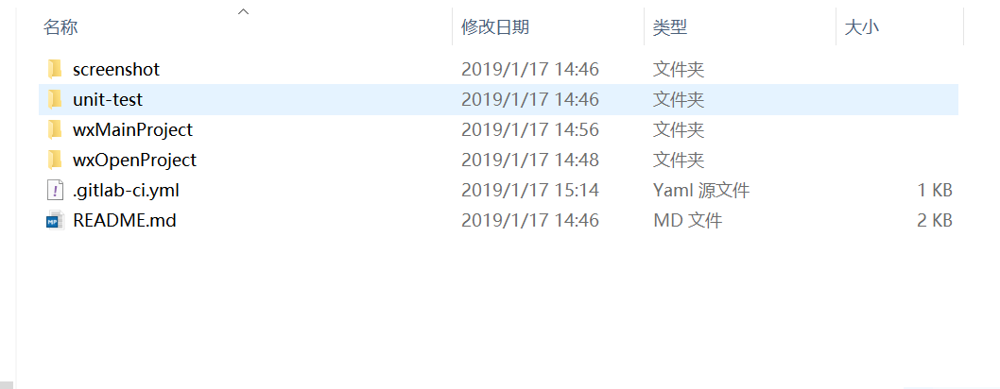 名称 修改日期 类型 大小
screenshot 2019/1/17 14:46 文件夹
unit-test 2019/1/17 14:46 文件夹
wxMainProject 2019/1/17 14:56 文件夹
wxOpenProject 2019/1/17 14:48 文件夹
.gitlab-ci.yml 2019/1/17 15:14 Yaml 源文件 1 KB
README.md 2019/1/17 14:46 MD 文件 2 KB